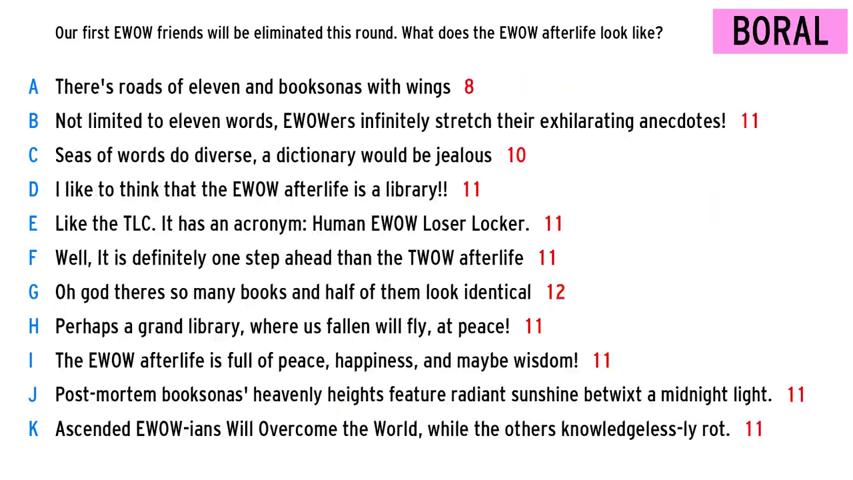 Our first EWOW friends will be eliminated this round. What does the EWOW afterlife look like?
BORAL
A There's roads of eleven and booksonas with wings 8
B Not limited to eleven words, EWOWers infinitely stretch their exhilarating anecdotes! 11
C Seas of words do diverse, a dictionary would be jealous 10
D I like to think that the EWOW afterlife is a library!! 11
E Like the TLC. It has an acronym: Human EWOW Loser Locker. 11
F Well, It is definitely one step ahead than the TWOW afterlife 11
G Oh god theres so many books and half of them look identical 12
H Perhaps a grand library, where us fallen will fly, at peace! 11
I The EWOW afterlife is full of peace, happiness, and maybe wisdom! 11
J Post-mortem booksonas' heavenly heights feature radiant sunshine betwixt a midnight light. 11
K Ascended EWOW-ians Will Overcome the World, while the others knowledgeless-ly rot. 11